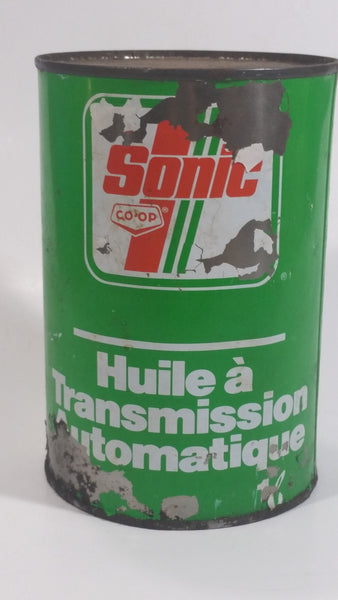 Sonic
CO-OP ®
®
Huile à
Transmission
Automatique